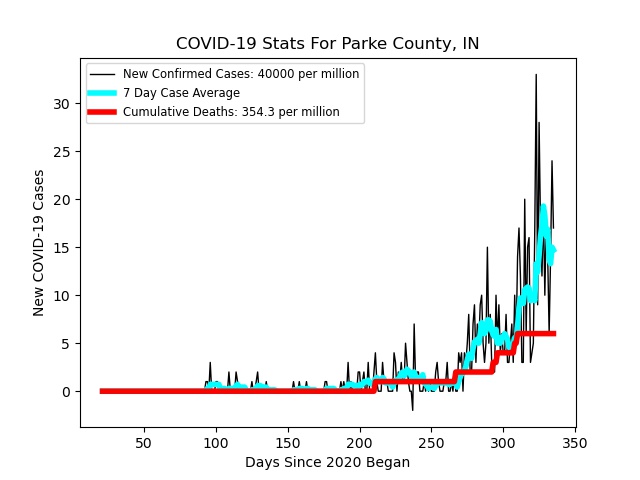 COVID-19 Stats For Parke County, IN
New Confirmed Cases: 40000 per million
7 Day Case Average
Cumulative Deaths: 354.3 per million
New COVID-19 Cases
30
25
20
15
10
5
0
50 100 150 200 250 300 350
Days Since 2020 Began